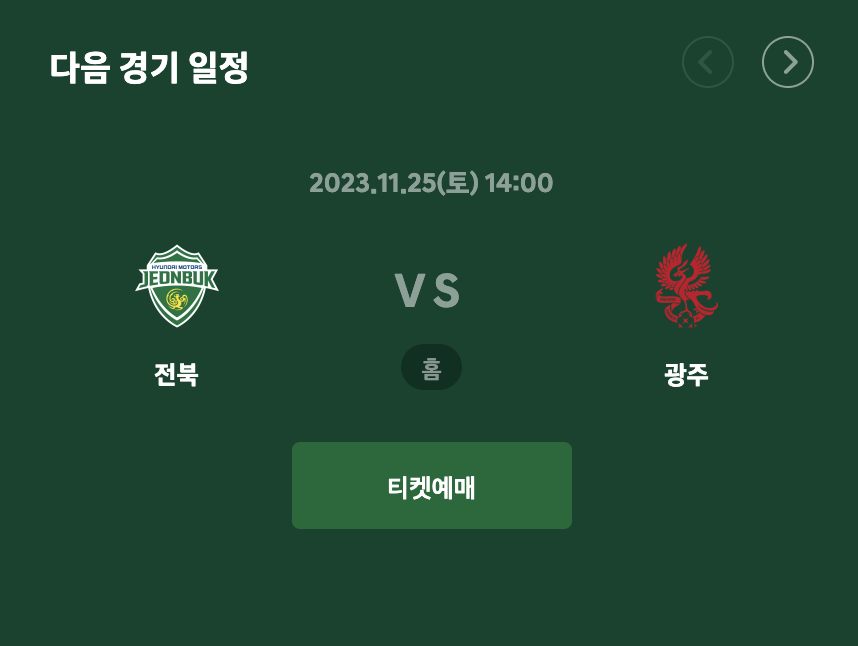 다음 경기 일정
2023.11.25(토) 14:00
HYUNDAI MOTORS
JEONBUK
VS
전북
홈
광주
티켓예매